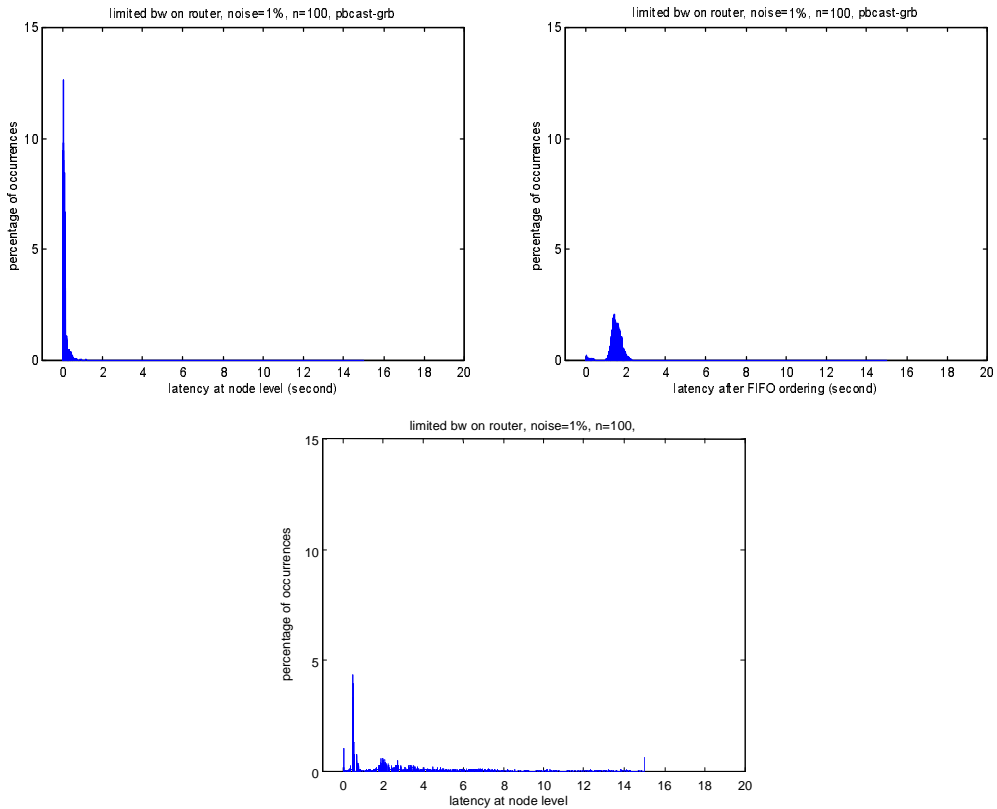 limited bw on router, noise=1%, n=100, pbcast-grb
15
10
5
0
percentage of occurrences
0 2 4 6 8 10 12 14 16 18 20
latency at node level (second)
limited bw on router, noise=1%, n=100, pbcast-grb
15
10
5
0
percentage of occurrences
0 2 4 6 8 10 12 14 16 18 20
latency after FIFO ordering (second)
limited bw on router, noise=1%, n=100,
15
10
5
0
percentage of occurrences
0 2 4 6 8 10 12 14 16 18 20
latency at node level